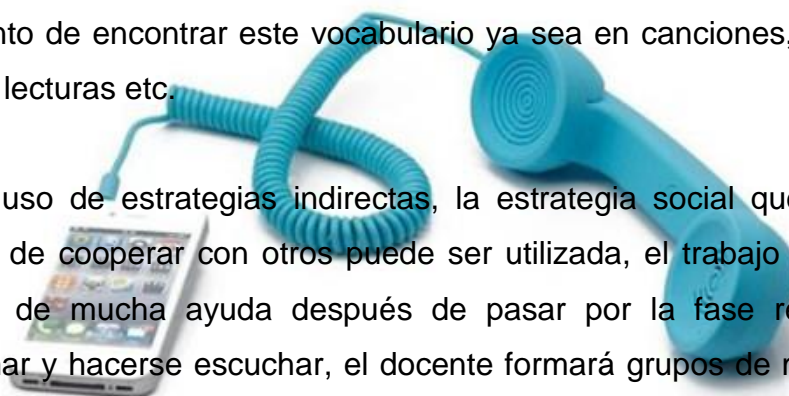 nto de encontrar este vocabulario ya sea en canciones,
lecturas etc.
uso de estrategias indirectas, la estrategia social que
de cooperar con otros puede ser utilizada, el trabajo
de mucha ayuda después de pasar por la fase re
ar y hacerse escuchar, el docente formará grupos de